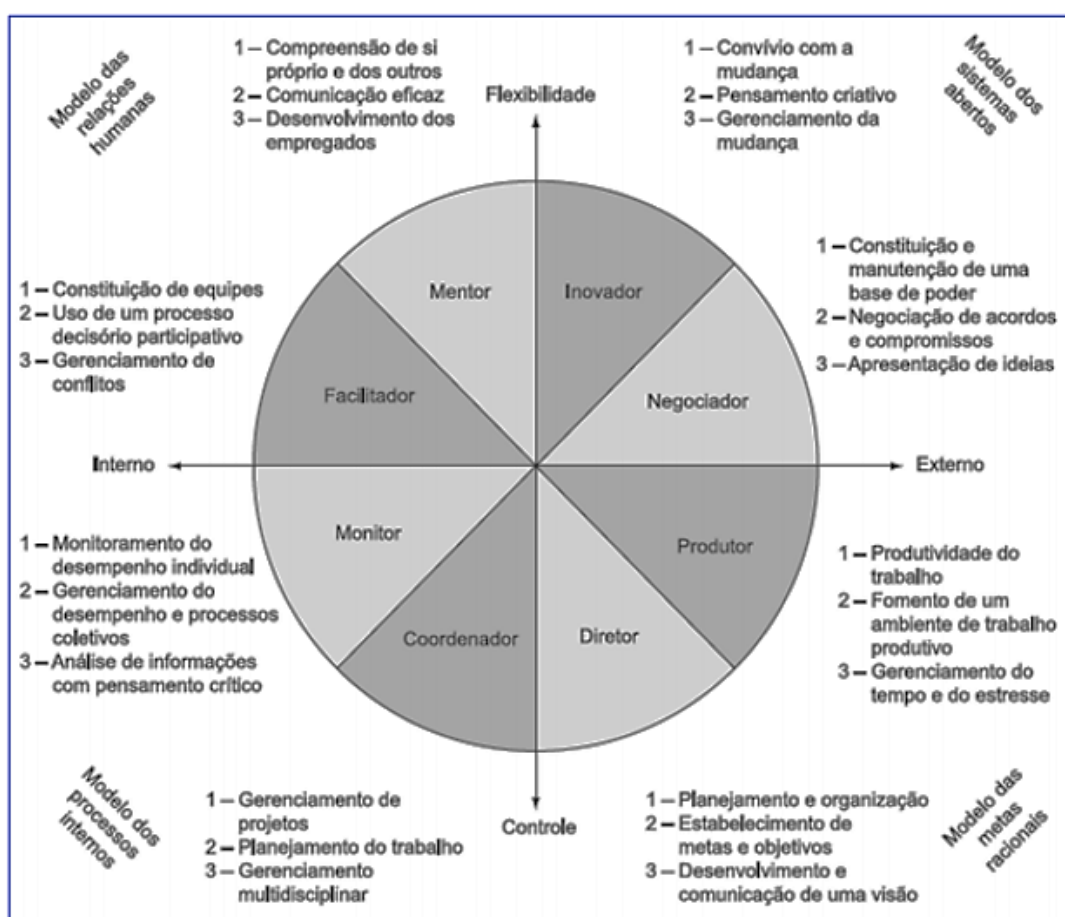 Modelo das
relações
humanas
1 – Compreensão de si
próprio e dos outros
2 – Comunicação eficaz
3 – Desenvolvimento dos
empregados
Flexibilidade
1 – Convívio com a
mudança
2 – Pensamento criativo
3 – Gerenciamento da
mudança
Modelo dos
sistemas
abertos
1 – Constituição de equipes
2 – Uso de um processo
decisório participativo
3 – Gerenciamento de
conflitos
Mentor
Inovador
Facilitador
Negociador
1 – Constituição e
manutenção de uma
base de poder
2 – Negociação de acordos
e compromissos
3 – Apresentação de ideias
Interno
Externo
1 – Monitoramento do
desempenho individual
2 – Gerenciamento do
desempenho e processos
coletivos
3 – Análise de informações
com pensamento crítico
Monitor
Coordenador
Diretor
Produtor
1 – Produtividade do
trabalho
2 – Fomento de um
ambiente de trabalho
produtivo
3 – Gerenciamento do
tempo e do estresse
Modelo dos
processos
internos
1 – Gerenciamento de
projetos
2 – Planejamento do trabalho
3 – Gerenciamento
multidisciplinar
Controle
1 – Planejamento e organização
2 – Estabelecimento de
metas e objetivos
3 – Desenvolvimento e
comunicação de uma visão
Modelo das
metas
racionais